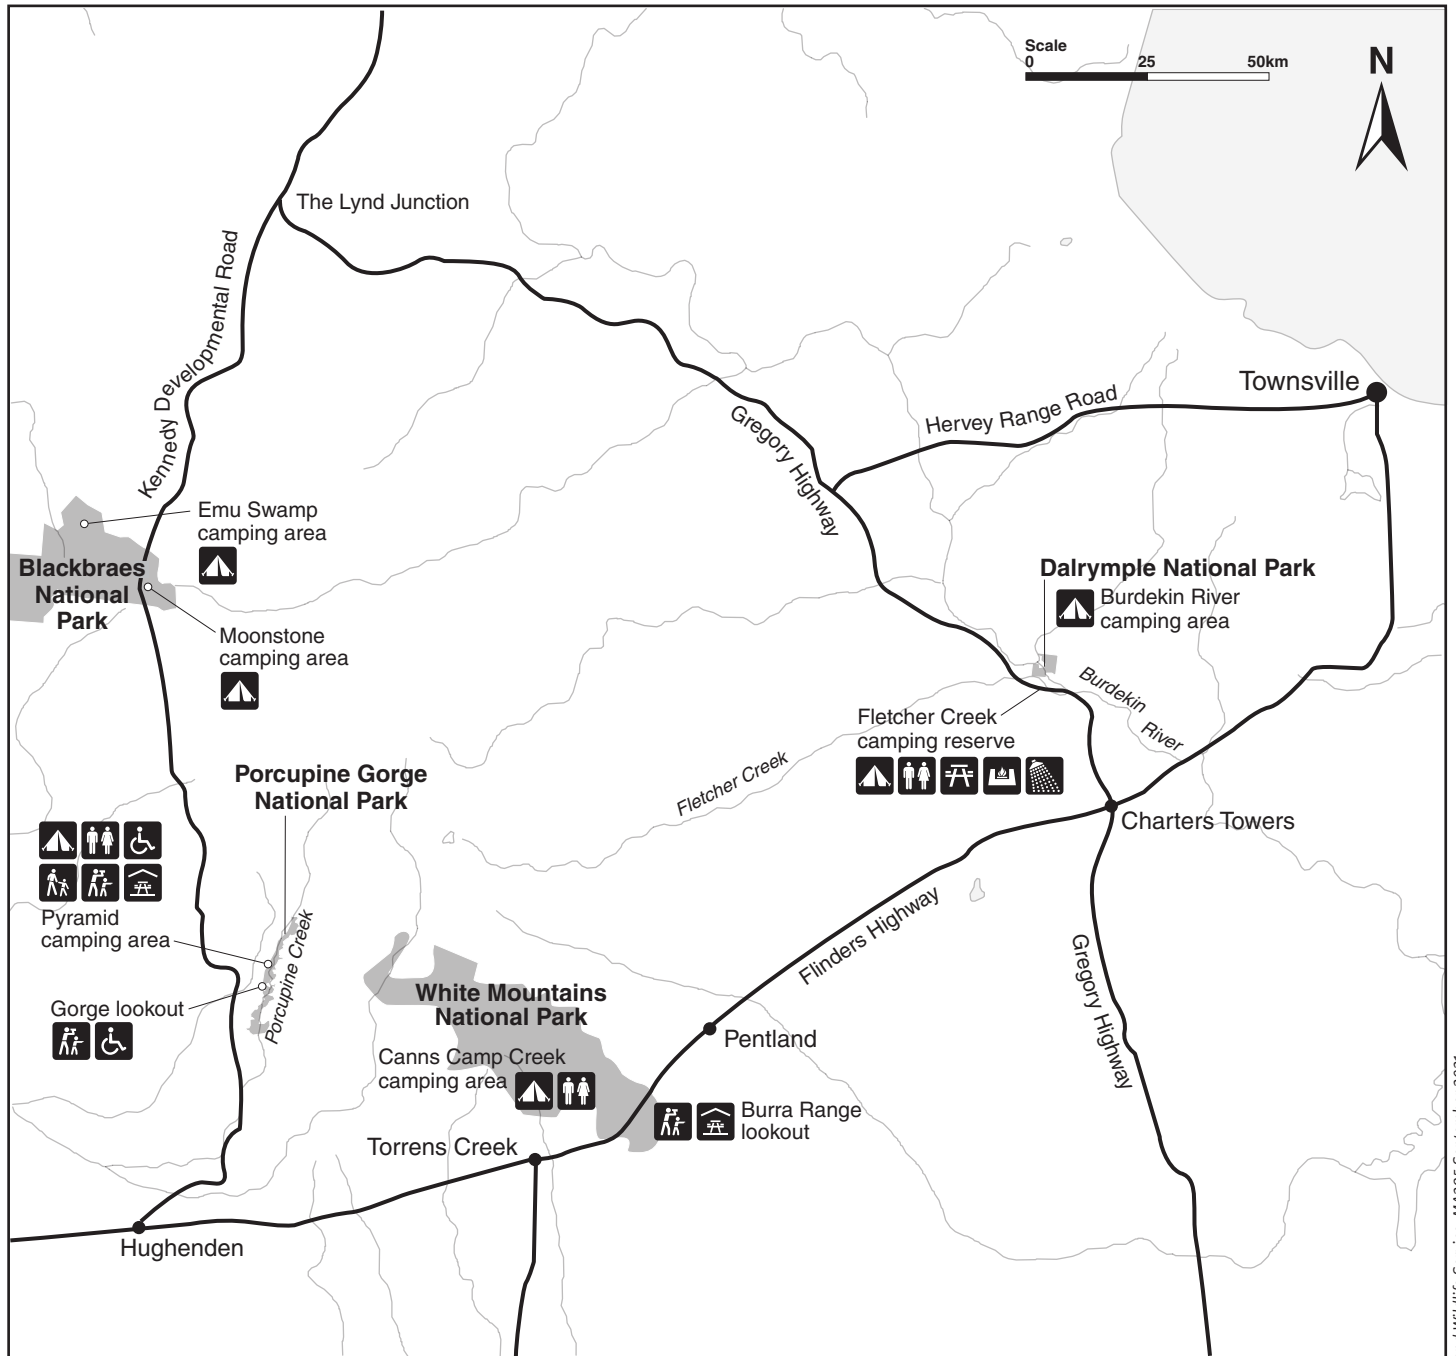 Scale
0 25 50km
N
The Lynd Junction
Kennedy Developmental Road
Townsville
Hervey Range Road
Gregory Highway
Emu Swamp
camping area
Blackbraes
National
Park
Dalrymple National Park
Burdekin River
camping area
Moonstone
camping area
Burdekin
River
Fletcher Creek
camping reserve
Fletcher Creek
Porcupine Gorge
National Park
Charters Towers
Pyramid
camping area
Porcupine Creek
Flinders Highway
Gregory Highway
Gorge lookout
White Mountains
National Park
Pentland
Canns Camp Creek
camping area
Burra Range
lookout
Torrens Creek
Hughenden